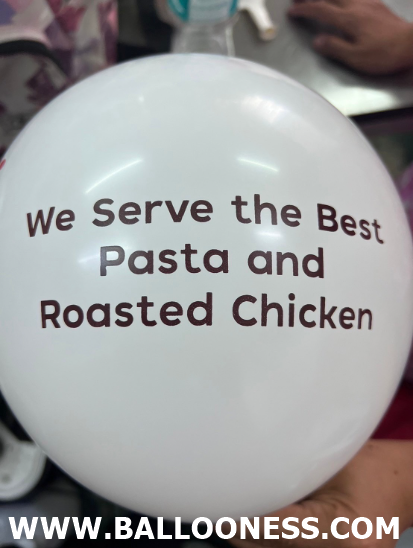 We Serve the Best
Pasta and
Roasted Chicken
WWW.BALLOONESS.COM